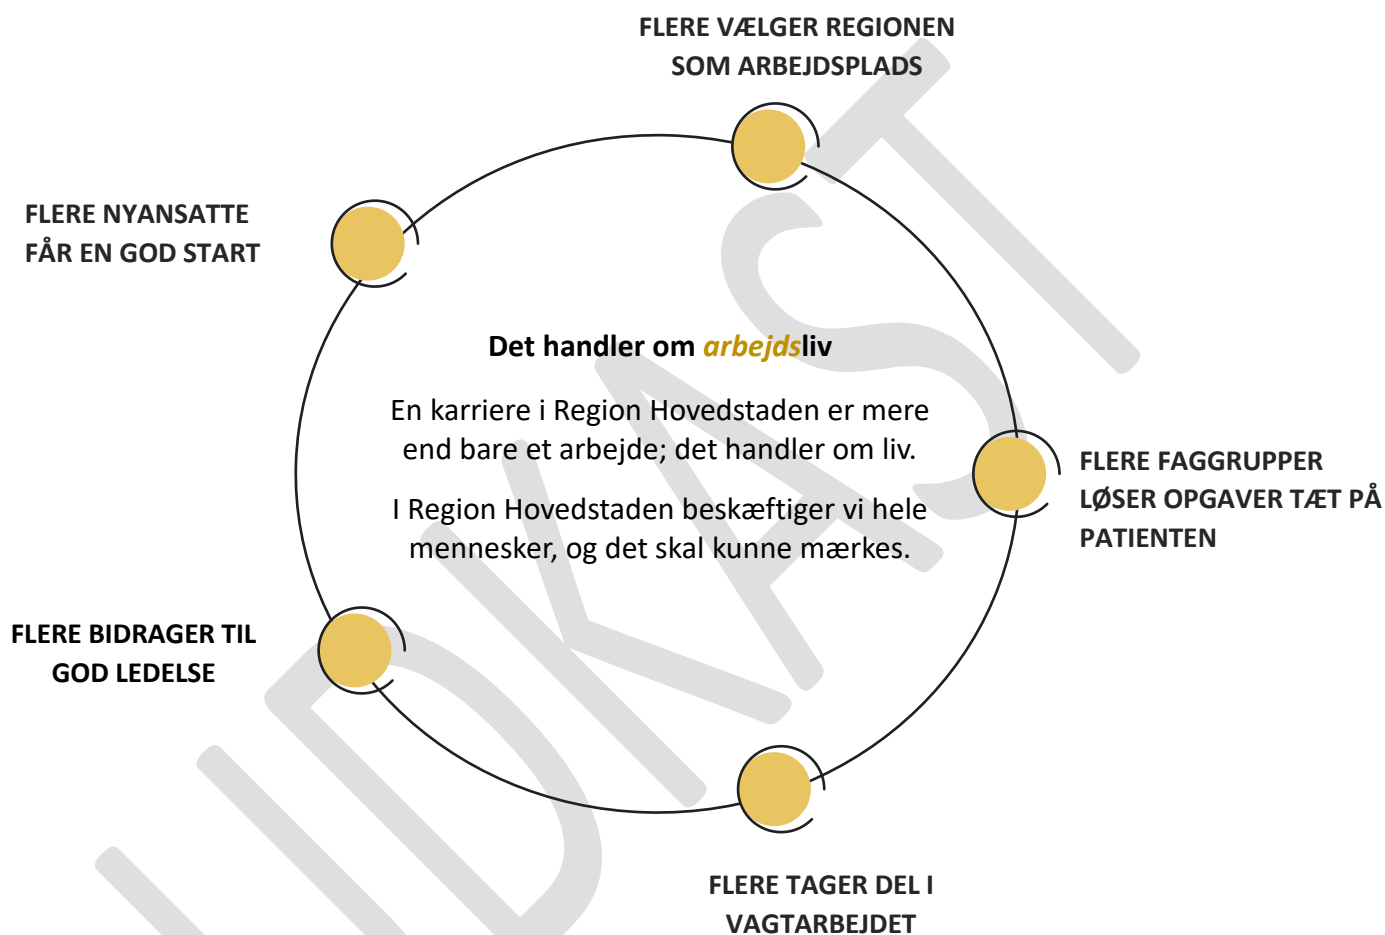 FLERE VÆLGER REGIONEN
SOM ARBEJDSPLADS
FLERE NYANSATTE
FÅR EN GOD START
Det handler om arbejdsliv
En karriere i Region Hovedstaden er mere
end bare et arbejde; det handler om liv.
I Region Hovedstaden beskæftiger vi hele
mennesker, og det skal kunne mærkes.
FLERE FAGGRUPPER
LØSER OPGAVER TÆT PÅ
PATIENTEN
FLERE BIDRAGER TIL
GOD LEDELSE
FLERE TAGER DEL I
VAGTARBEJDET
UDKAST